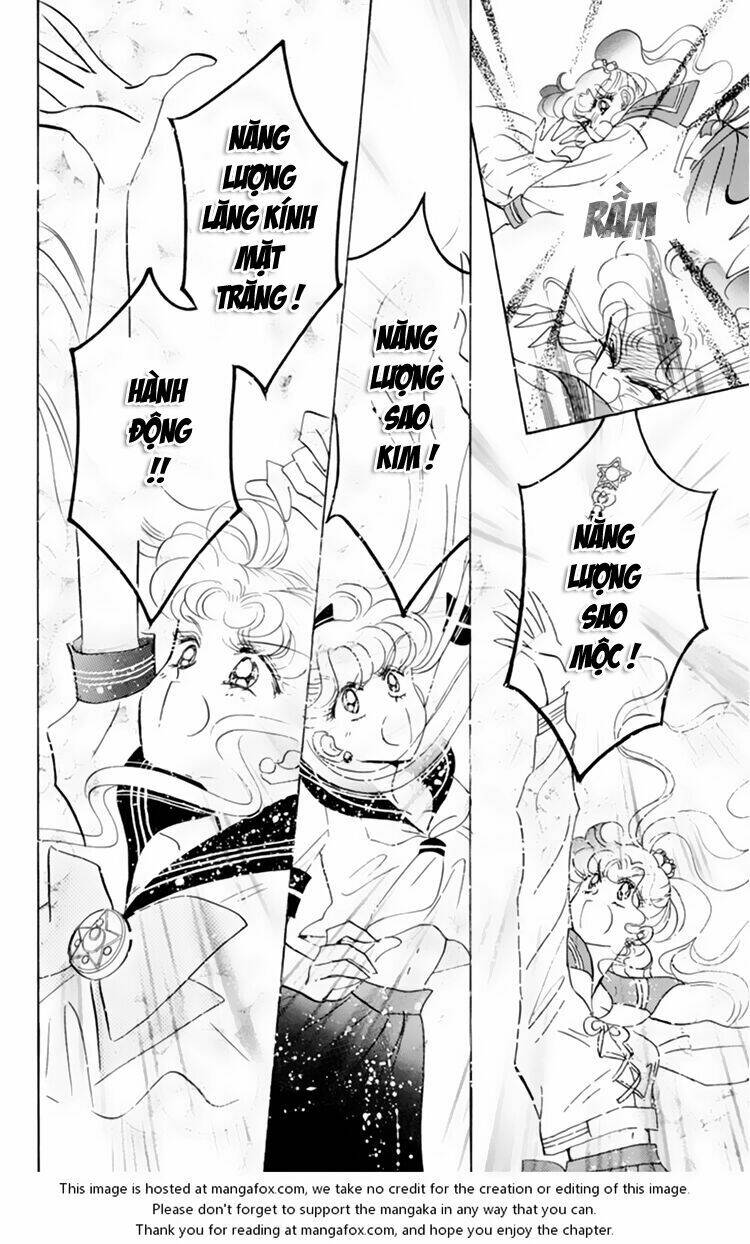 RẦM
NĂNG
LƯỢNG
SAO
MỘC !
NĂNG
LƯỢNG
SAO
KIM !
NĂNG
LƯỢNG
LĂNG KÍNH
MẶT
TRĂNG !
HÀNH
ĐỘNG
!!
This image is hosted at mangafox.com, we take no credit for the creation or editing of this image.
Please don't forget to support the mangaka in any way that you can.
Thank you for reading at mangafox.com, and hope you enjoy the chapter.